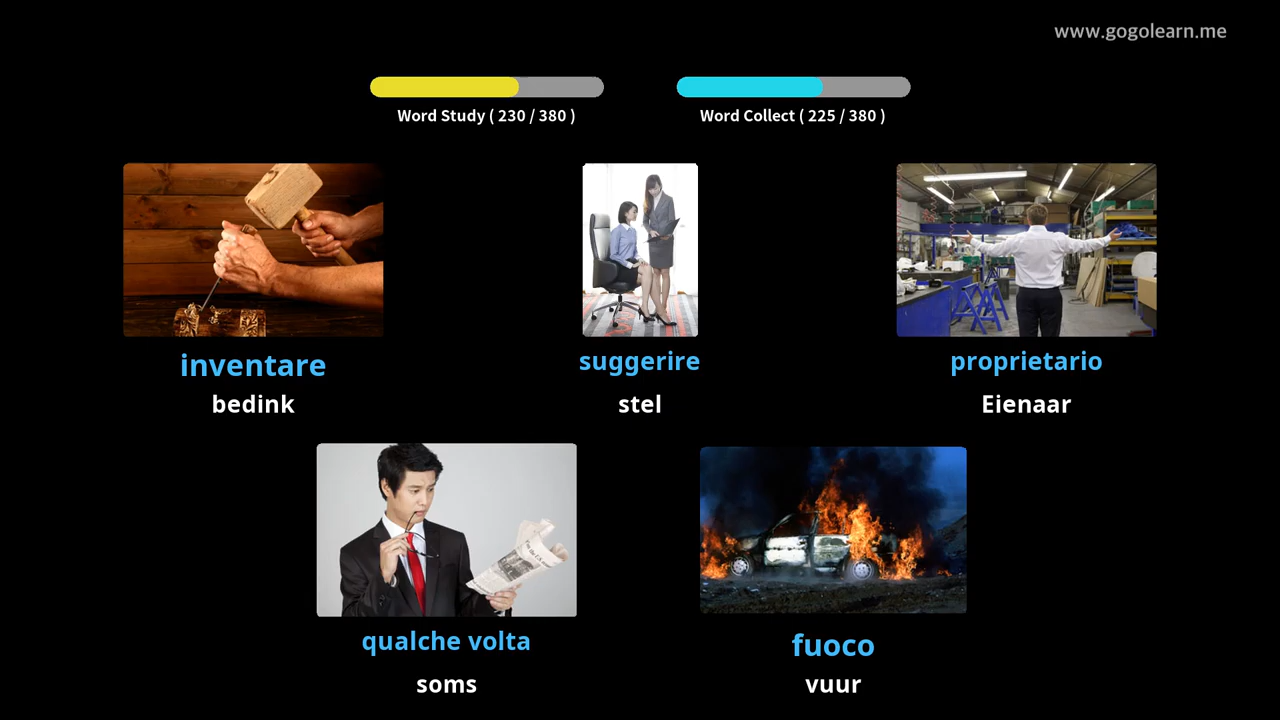 www.gogolearn.me
Word Study ( 230 / 380 )
Word Collect ( 225 / 380 )
inventare
bedink
suggerire
stel
proprietario
Eienaar
qualche volta
soms
fuoco
vuur